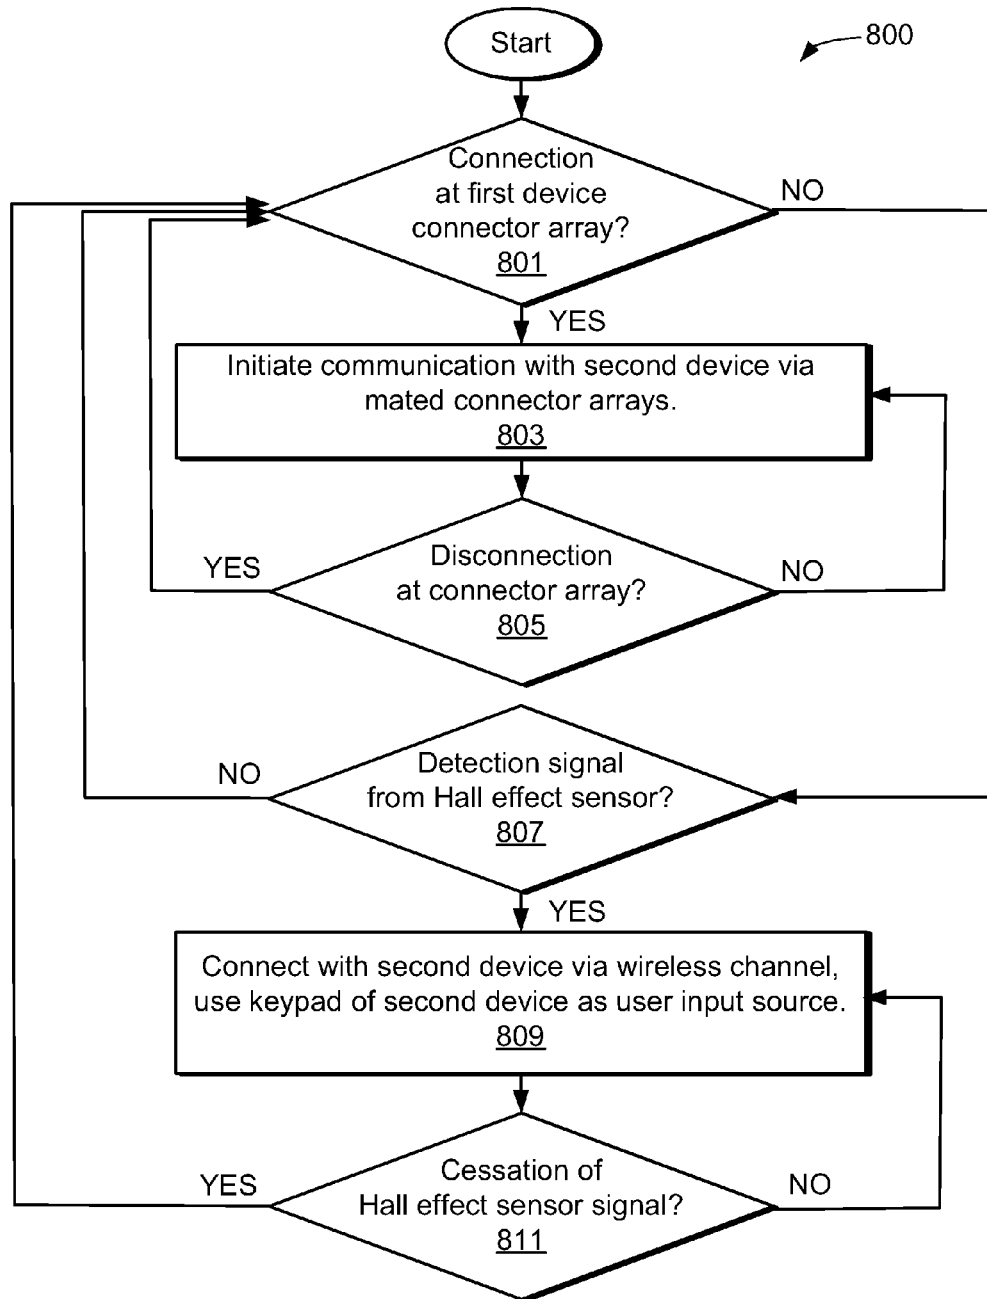 Start
800
Connection
at first device
connector array?
801
NO
YES
Initiate communication with second device via
mated connector arrays.
803
YES
Disconnection
at connector array?
805
NO
NO
Detection signal
from Hall effect sensor?
807
YES
Connect with second device via wireless channel,
use keypad of second device as user input source.
809
YES
Cessation of
Hall effect sensor signal?
811
NO